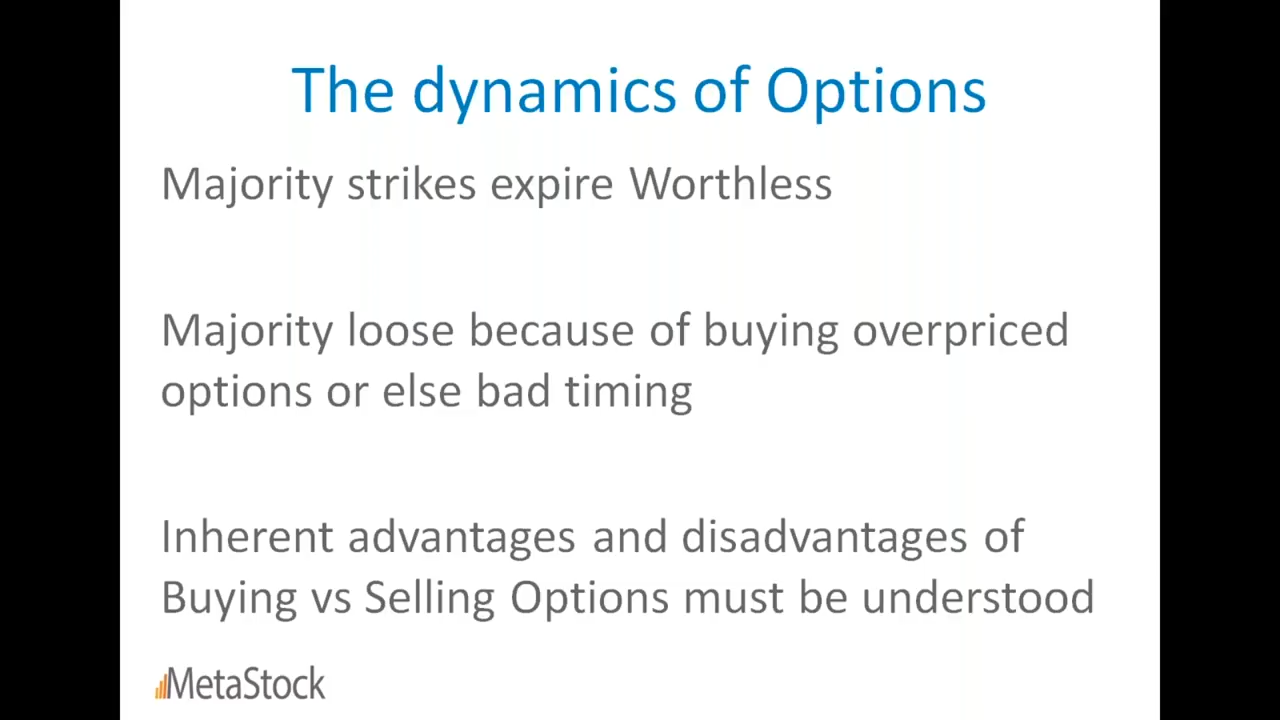 The dynamics of Options
Majority strikes expire Worthless
Majority loose because of buying overpriced
options or else bad timing
Inherent advantages and disadvantages of
Buying vs Selling Options must be understood
MetaStock